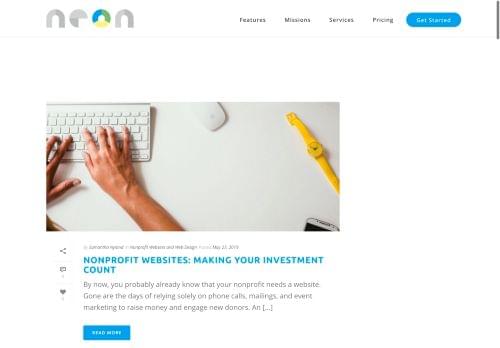 neon
Features Missions Services Pricing Get Started
by Samantha Nyland in Nonprofit Websites and Web Design Posted May 23, 2019
NONPROFIT WEBSITES: MAKING YOUR INVESTMENT
COUNT
By now, you probably already know that your nonprofit needs a website.
Gone are the days of relying solely on phone calls, mailings, and event
marketing to raise money and engage new donors. An [...]
READ MORE